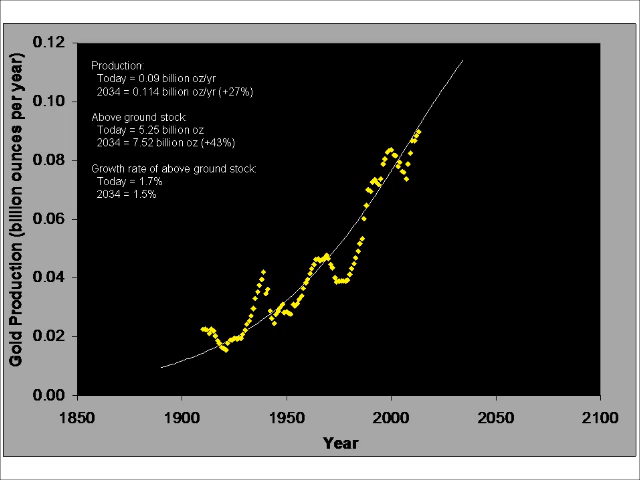 0.12
0.10
0.08
0.06
0.04
0.02
0.00
Gold Production (billion ounces per year)
Production:
Today = 0.09 billion oz/yr
2034 = 0.114 billion oz/yr (+27%)
Above ground stock:
Today = 5.25 billion oz
2034 = 7.52 billion oz (+43%)
Growth rate of above ground stock:
Today = 1.7%
2034 = 1.5%
1850 1900 1950 2000 2050 2100
Year